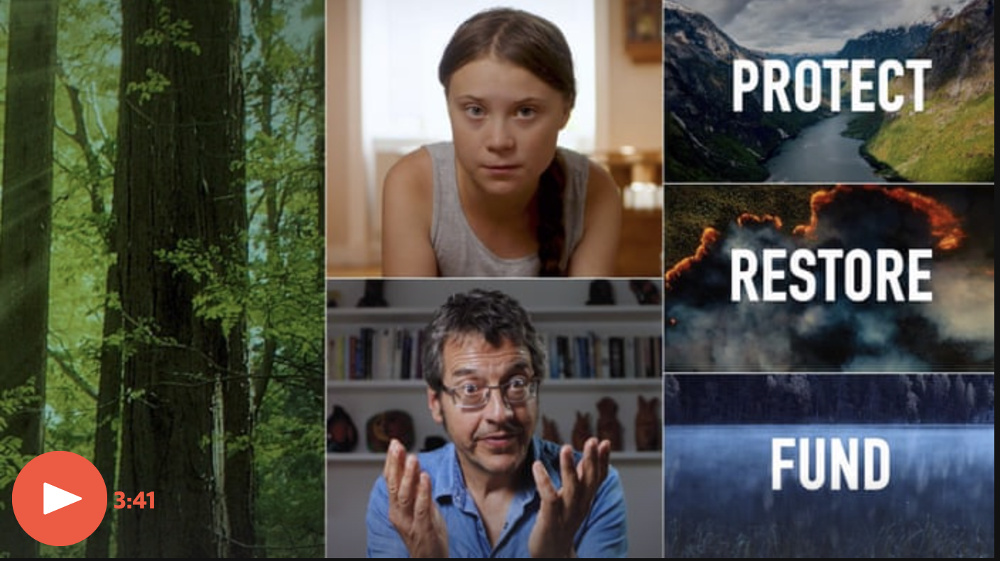 PROTECT
RESTORE
FUND
3:41